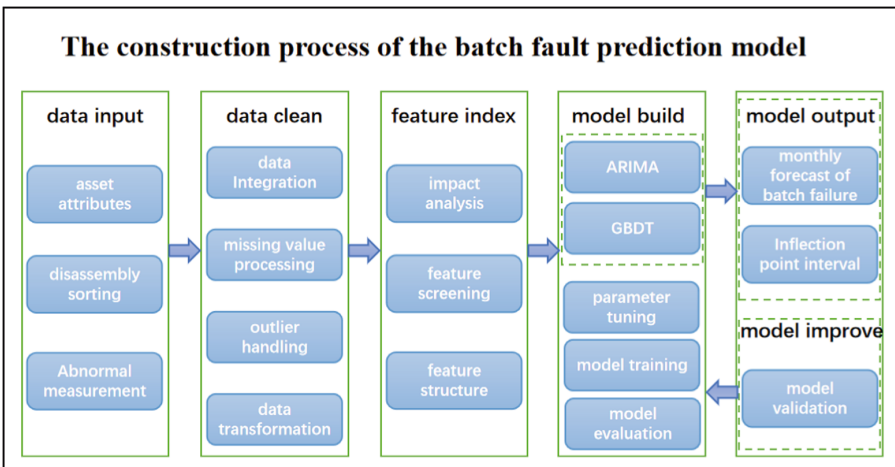 The construction process of the batch fault prediction model
data input
asset
attributes
disassembly
sorting
Abnormal
measurement
data clean
data
Integration
missing value
processing
outlier
handling
data
transformation
feature index
impact
analysis
feature
screening
feature
structure
model build
ARIMA
GBDT
parameter
tuning
model training
model
evaluation
model output
monthly
forecast of
batch failure
Inflection
point interval
model improve
model
validation